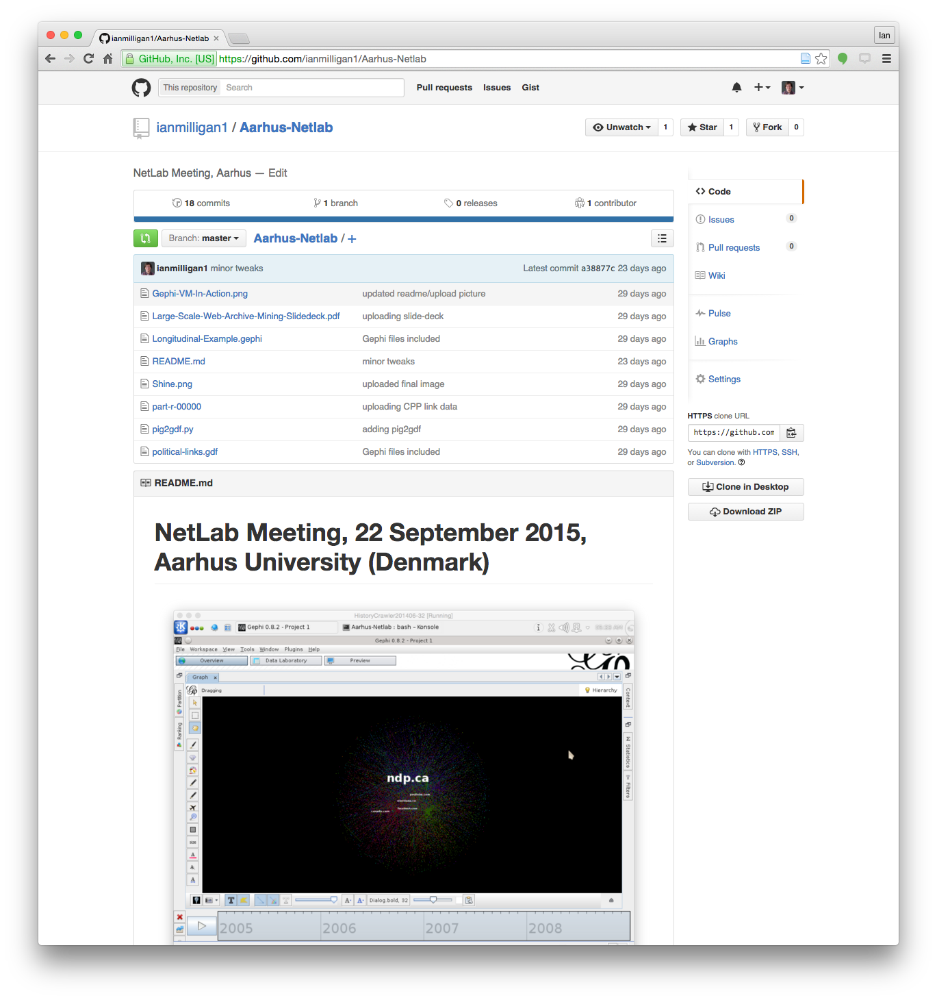 ianmilligan1/Aarhus-Netlab
Ian
GitHub, Inc. [US] https://github.com/ianmilligan1/Aarhus-Netlab
This repository Search Pull requests Issues Gist
ianmilligan1 / Aarhus-Netlab
Unwatch 1 Star 1 Fork 0
NetLab Meeting, Aarhus — Edit
18 commits 1 branch 0 releases 1 contributor
Branch: master Aarhus-Netlab / +
ianmilligan1 minor tweaks Latest commit a38877c 23 days ago
Gephi-VM-In-Action.png updated readme/upload picture 29 days ago
Large-Scale-Web-Archive-Mining-Slidedeck.pdf uploading slide-deck 29 days ago
Longitudinal-Example.gephi Gephi files included 29 days ago
README.md minor tweaks 23 days ago
Shine.png uploaded final image 29 days ago
part-r-00000 uploading CPP link data 29 days ago
pig2gdf.py adding pig2gdf 29 days ago
political-links.gdf Gephi files included 29 days ago
Code
Issues 0
Pull requests 0
Wiki
Pulse
Graphs
Settings
HTTPS clone URL
https://github.com
You can clone with HTTPS, SSH,
or Subversion.
Clone in Desktop
Download ZIP
README.md
NetLab Meeting, 22 September 2015,
Aarhus University (Denmark)
HistoryCrawler201406-32 [Running]
Gephi 0.8.2 - Project 1 Aarhus-Netlab : bash – Konsole
Gephi 0.8.2 - Project 1
File Workspace View Tools Window Plugins Help
Overview Data Laboratory Preview
Graph
Dragging Hierarchy
Partition
Ranking
Context
Statistics
Filters
ndp.ca
youtube.com
elections.ca
facebook.com
canada.com
size
Dialog.bold, 32
2005 2006 2007 2008